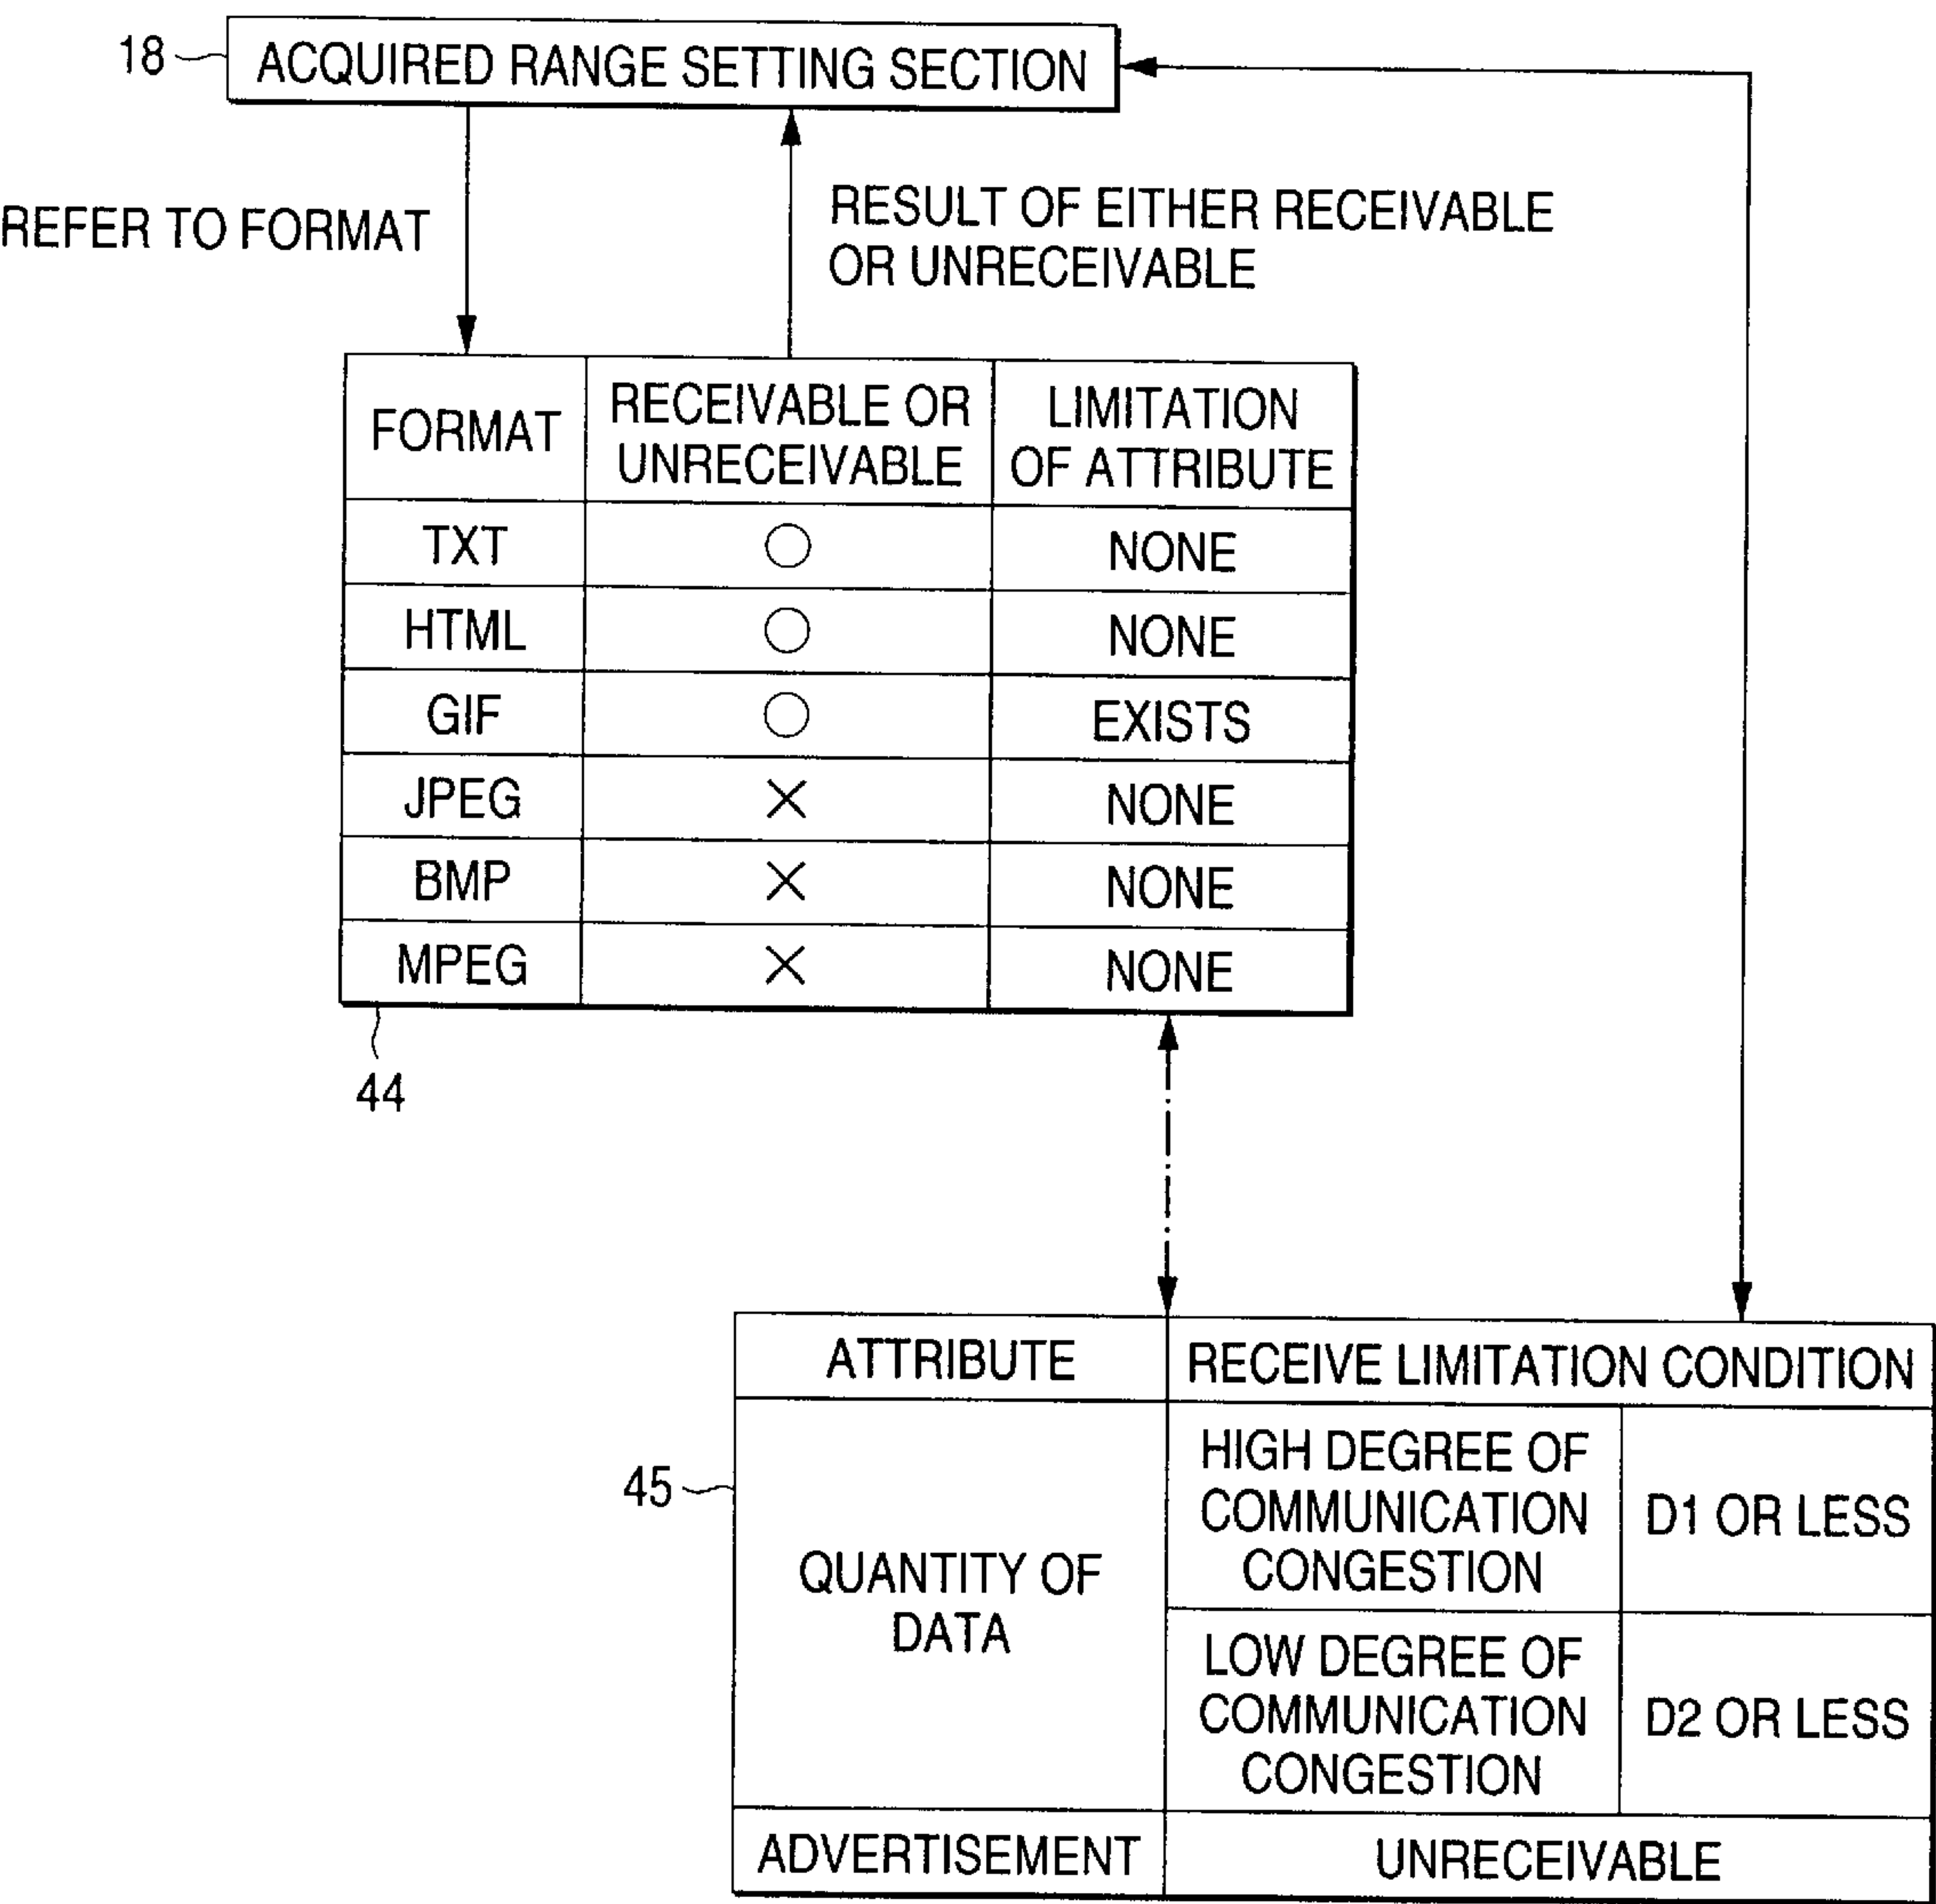 18
ACQUIRED RANGE SETTING SECTION
REFER TO FORMAT
RESULT OF EITHER RECEIVABLE
OR UNRECEIVABLE
FORMAT
RECEIVABLE OR
UNRECEIVABLE
LIMITATION
OF ATTRIBUTE
TXT ○ NONE
HTML ○ NONE
GIF ○ EXISTS
JPEG × NONE
BMP × NONE
MPEG × NONE
44
ATTRIBUTE RECEIVE LIMITATION CONDITION
45
QUANTITY OF
DATA
HIGH DEGREE OF
COMMUNICATION
CONGESTION
D1 OR LESS
LOW DEGREE OF
COMMUNICATION
CONGESTION
D2 OR LESS
ADVERTISEMENT UNRECEIVABLE